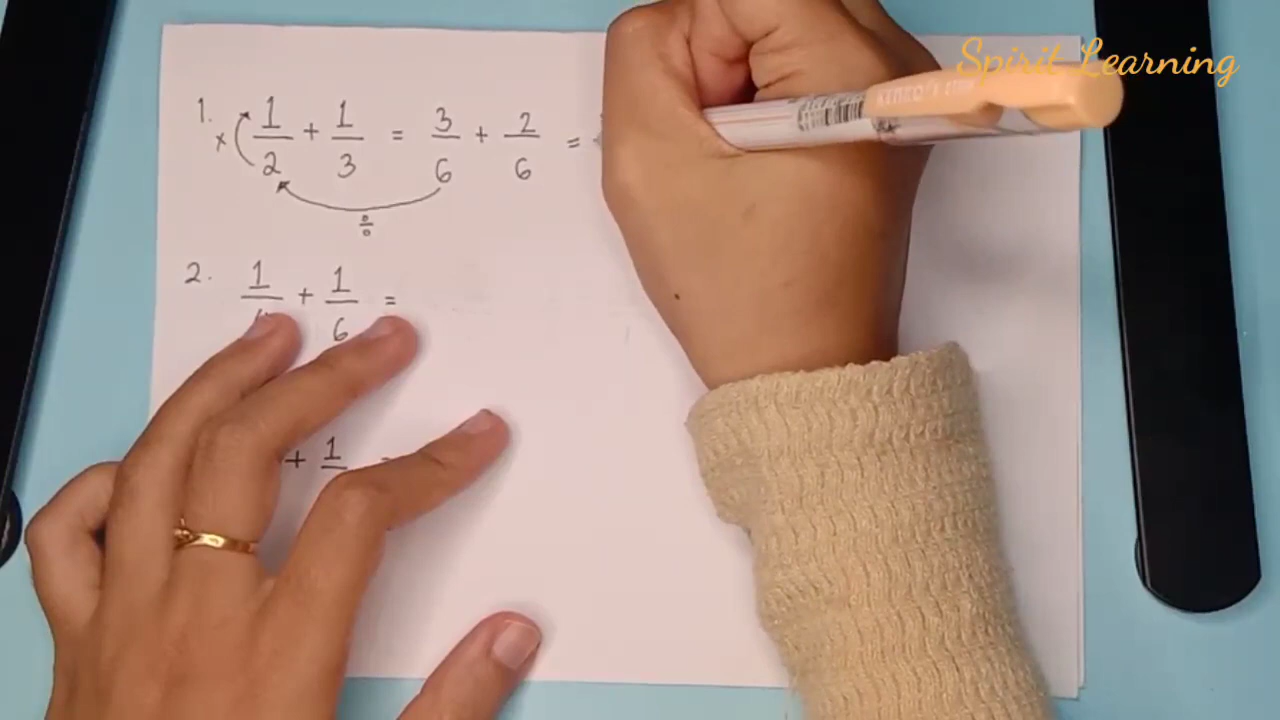 Spirit Learning
1. × 1/2 + 1/3 = 3/6 + 2/6 =
÷
2. 1/ + 1/6 =
+ 1